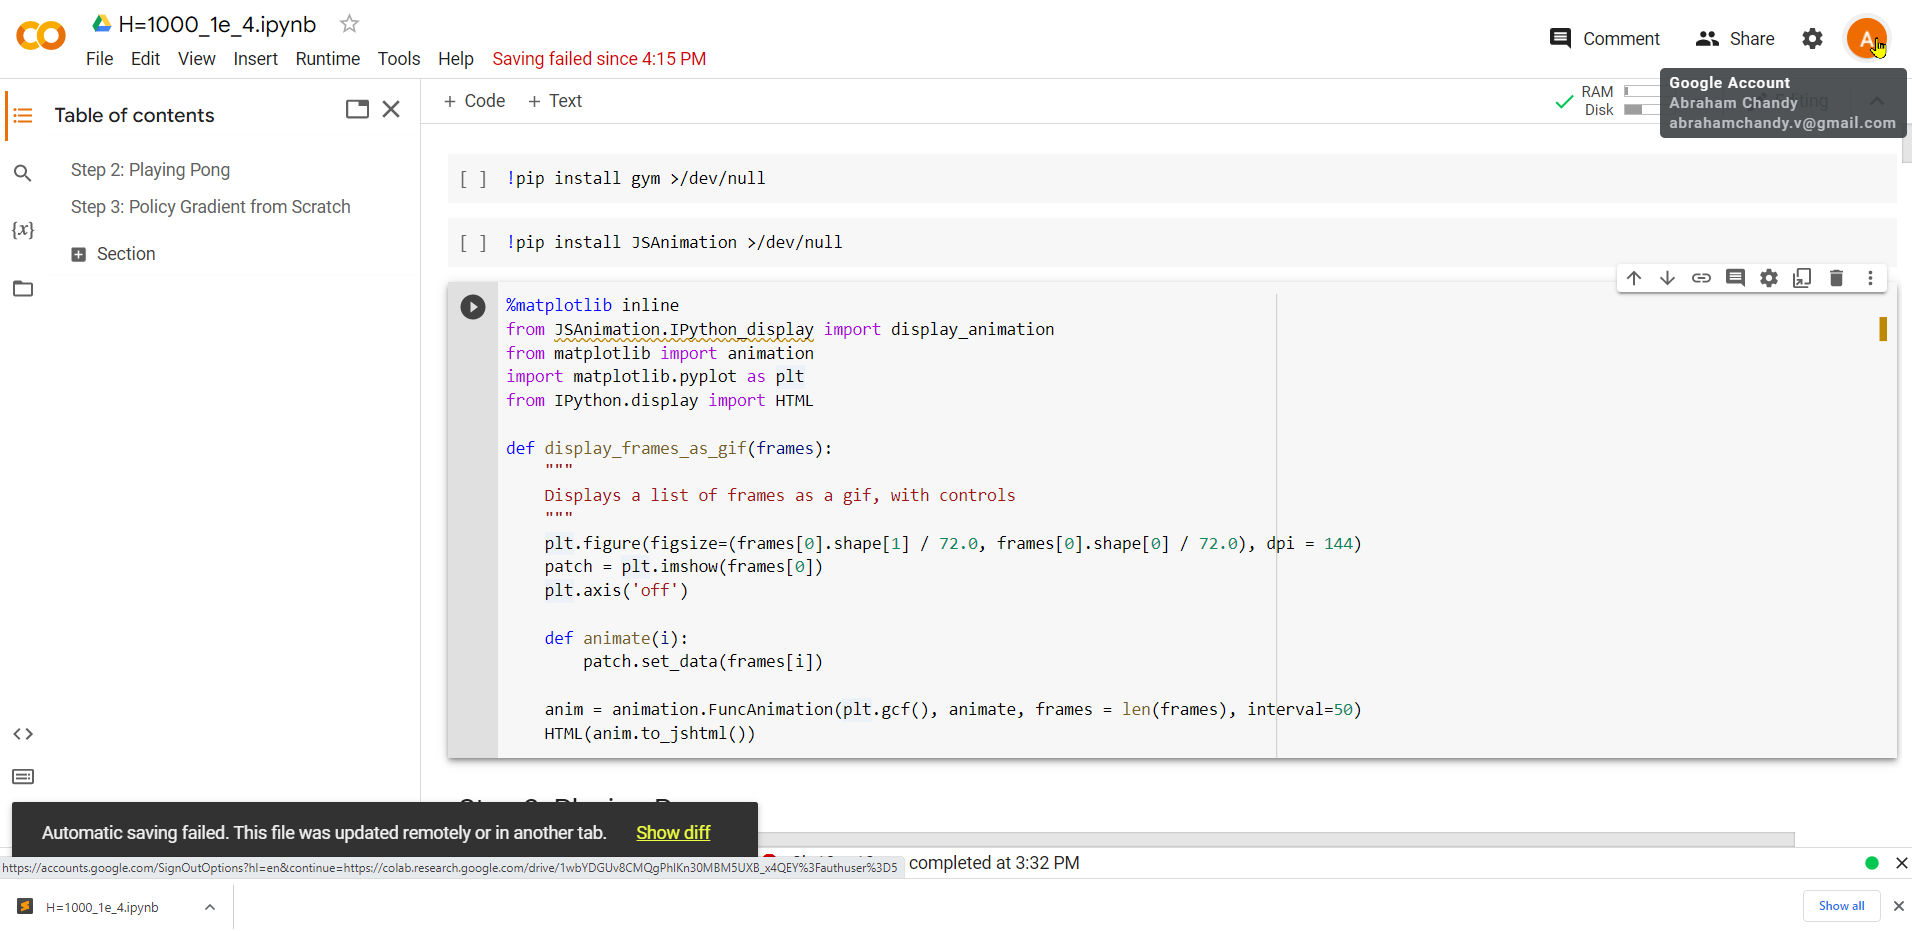 H=1000_1e_4.ipynb
File Edit View Insert Runtime Tools Help Saving failed since 4:15 PM
Comment Share A
Google Account
Abraham Chandy
abrahamchandy.v@gmail.com
Table of contents
+ Code + Text
RAM
Disk
Editing
Step 2: Playing Pong
Step 3: Policy Gradient from Scratch
Section
{x}
[ ] !pip install gym >/dev/null
[ ] !pip install JSAnimation >/dev/null
%matplotlib inline
from JSAnimation.IPython_display import display_animation
from matplotlib import animation
import matplotlib.pyplot as plt
from IPython.display import HTML
def display_frames_as_gif(frames):
"""
Displays a list of frames as a gif, with controls
"""
plt.figure(figsize=(frames[0].shape[1] / 72.0, frames[0].shape[0] / 72.0), dpi = 144)
patch = plt.imshow(frames[0])
plt.axis('off')
def animate(i):
patch.set_data(frames[i])
anim = animation.FuncAnimation(plt.gcf(), animate, frames = len(frames), interval=50)
HTML(anim.to_jshtml())
Automatic saving failed. This file was updated remotely or in another tab. Show diff
https://accounts.google.com/SignOutOptions?hl=en&continue=https://colab.research.google.com/drive/1wbYDGUv8CMQgPhlKn30MBM5UXB_x4QEY%3Fauthuser%3D5
completed at 3:32 PM
H=1000_1e_4.ipynb
Show all